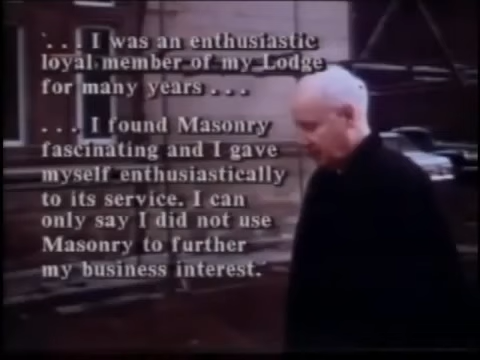 '. . . I was an enthusiastic
loyal member of my Lodge
for many years . . .
. . . I found Masonry
fascinating and I gave
myself enthusiastically
to its service. I can
only say I did not use
Masonry to further
my business interest.'